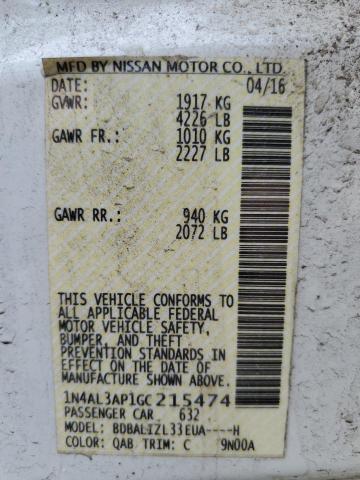 MFD BY NISSAN MOTOR CO., LTD.
DATE: 04/16
GVWR: 1917 KG
4226 LB
GAWR FR.: 1010 KG
2227 LB
GAWR RR.: 940 KG
2072 LB
THIS VEHICLE CONFORMS TO
ALL APPLICABLE FEDERAL
MOTOR VEHICLE SAFETY,
BUMPER, AND THEFT
PREVENTION STANDARDS
IN EFFECT ON THE DATE OF
MANUFACTURE SHOWN ABOVE.
1N4AL3AP1GC215474
PASSENGER CAR 632
MODEL: BDBALIZL33EUA----H
COLOR: QAB TRIM: C 9N00A